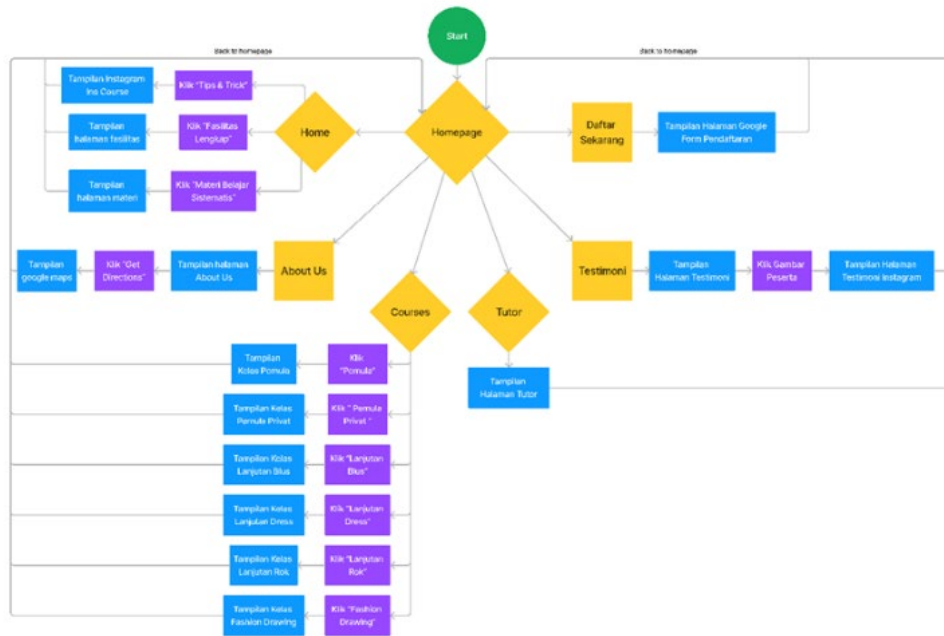 Start
Back to homepage
Back to homepage
Tampilan Instagram
Ino Course
Klik "Tips & Trick"
Home
Homepage
Daftar
Sekarang
Tampilan Halaman Google
Form Pendaftaran
Tampilan
halaman fasilitas
Klik "Fasilitas
Lengkap"
Tampilan
halaman materi
Klik "Materi Belajar
Sistematis"
Tampilan
google maps
Klik "Get
Directions"
Tampilan halaman
About Us
About Us
Testimoni
Tampilan
Halaman Testimoni
Klik Gambar
Peserta
Tampilan Halaman
Testimoni Instagram
Courses
Tutor
Tampilan
Kelas Pemula
Klik
"Pemula"
Tampilan
Halaman Tutor
Tampilan Kelas
Pemula Privat
Klik " Pemula
Privat "
Tampilan Kelas
Lanjutan Blus
Klik "Lanjutan
Blus"
Tampilan Kelas
Lanjutan Dress
Klik "Lanjutan
Dress"
Tampilan Kelas
Lanjutan Rok
Klik "Lanjutan
Rok"
Tampilan Kelas
Fashion Drawing
Klik "Fashion
Drawing"